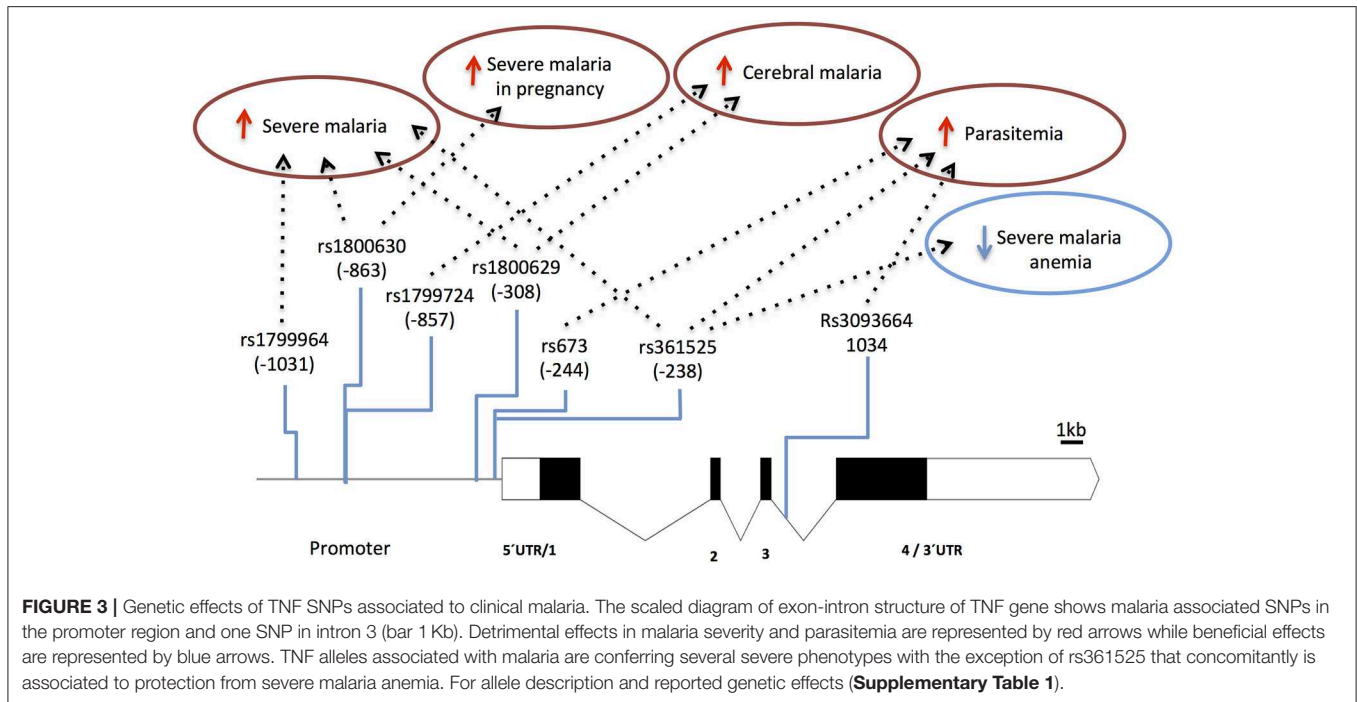 Severe malaria
in pregnancy
Cerebral malaria
Severe malaria
Parasitemia
Severe malaria
anemia
rs1800630
(-863)
rs1799724
(-857)
rs1800629
(-308)
rs1799964
(-1031)
rs673
(-244)
rs361525
(-238)
Rs3093664
1034
1kb
Promoter
5´UTR/1
2
3
4 / 3´UTR
FIGURE 3 | Genetic effects of TNF SNPs associated to clinical malaria. The scaled diagram of exon-intron structure of TNF gene shows malaria associated SNPs in
the promoter region and one SNP in intron 3 (bar 1 Kb). Detrimental effects in malaria severity and parasitemia are represented by red arrows while beneficial effects
are represented by blue arrows. TNF alleles associated with malaria are conferring several severe phenotypes with the exception of rs361525 that concomitantly is
associated to protection from severe malaria anemia. For allele description and reported genetic effects (Supplementary Table 1).